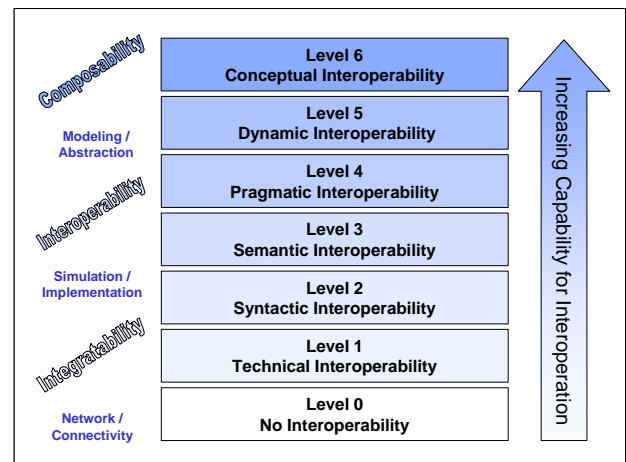 Composability
Modeling /
Abstraction
Interoperability
Simulation /
Implementation
Integratability
Network /
Connectivity
Level 6
Conceptual Interoperability
Level 5
Dynamic Interoperability
Level 4
Pragmatic Interoperability
Level 3
Semantic Interoperability
Level 2
Syntactic Interoperability
Level 1
Technical Interoperability
Level 0
No Interoperability
Increasing Capability for Interoperation